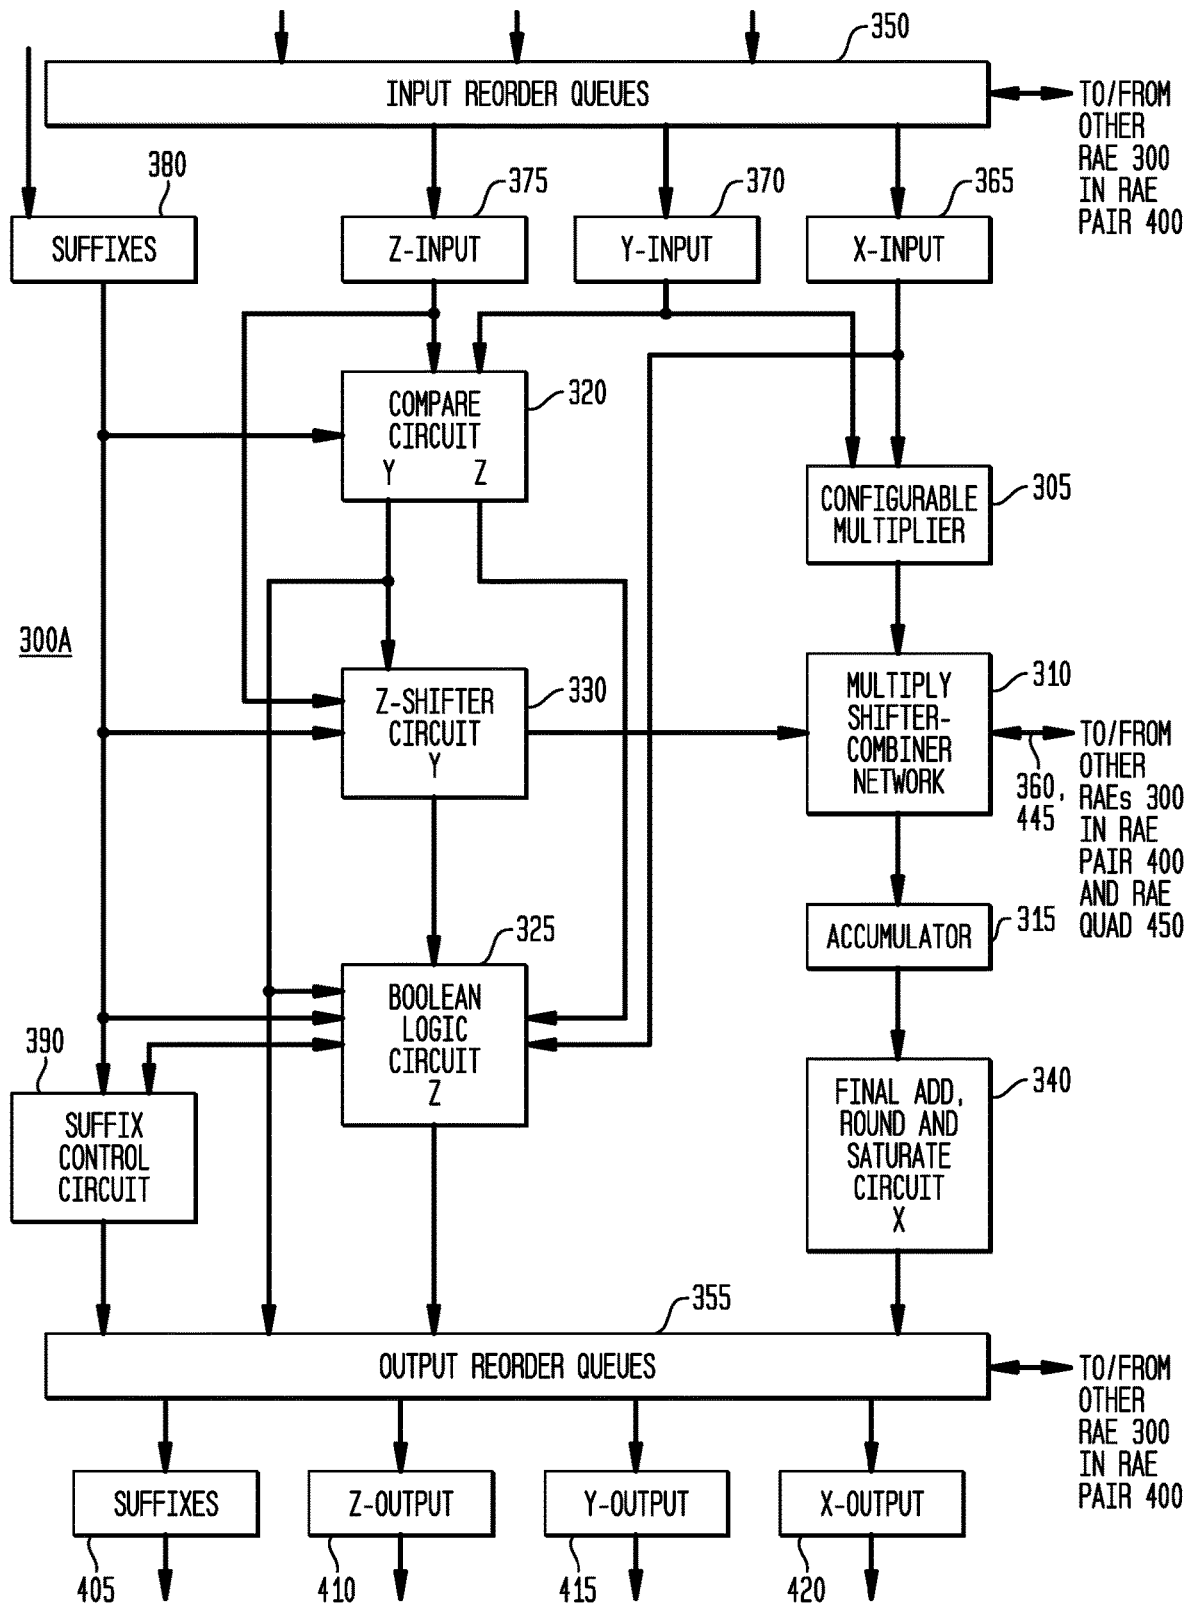 350
INPUT REORDER QUEUES
TO/FROM
OTHER
RAE 300
IN RAE
PAIR 400
380
375
370
365
SUFFIXES
Z-INPUT
Y-INPUT
X-INPUT
COMPARE
CIRCUIT
Y Z
320
CONFIGURABLE
MULTIPLIER
305
300A
Z-SHIFTER
CIRCUIT
Y
330
MULTIPLY
SHIFTER-
COMBINER
NETWORK
310
360,
445
TO/FROM
OTHER
RAEs 300
IN RAE
PAIR 400
AND RAE
QUAD 450
ACCUMULATOR
315
325
BOOLEAN
LOGIC
CIRCUIT
Z
390
SUFFIX
CONTROL
CIRCUIT
FINAL ADD,
ROUND AND
SATURATE
CIRCUIT
X
340
355
OUTPUT REORDER QUEUES
TO/FROM
OTHER
RAE 300
IN RAE
PAIR 400
SUFFIXES
Z-OUTPUT
Y-OUTPUT
X-OUTPUT
405
410
415
420